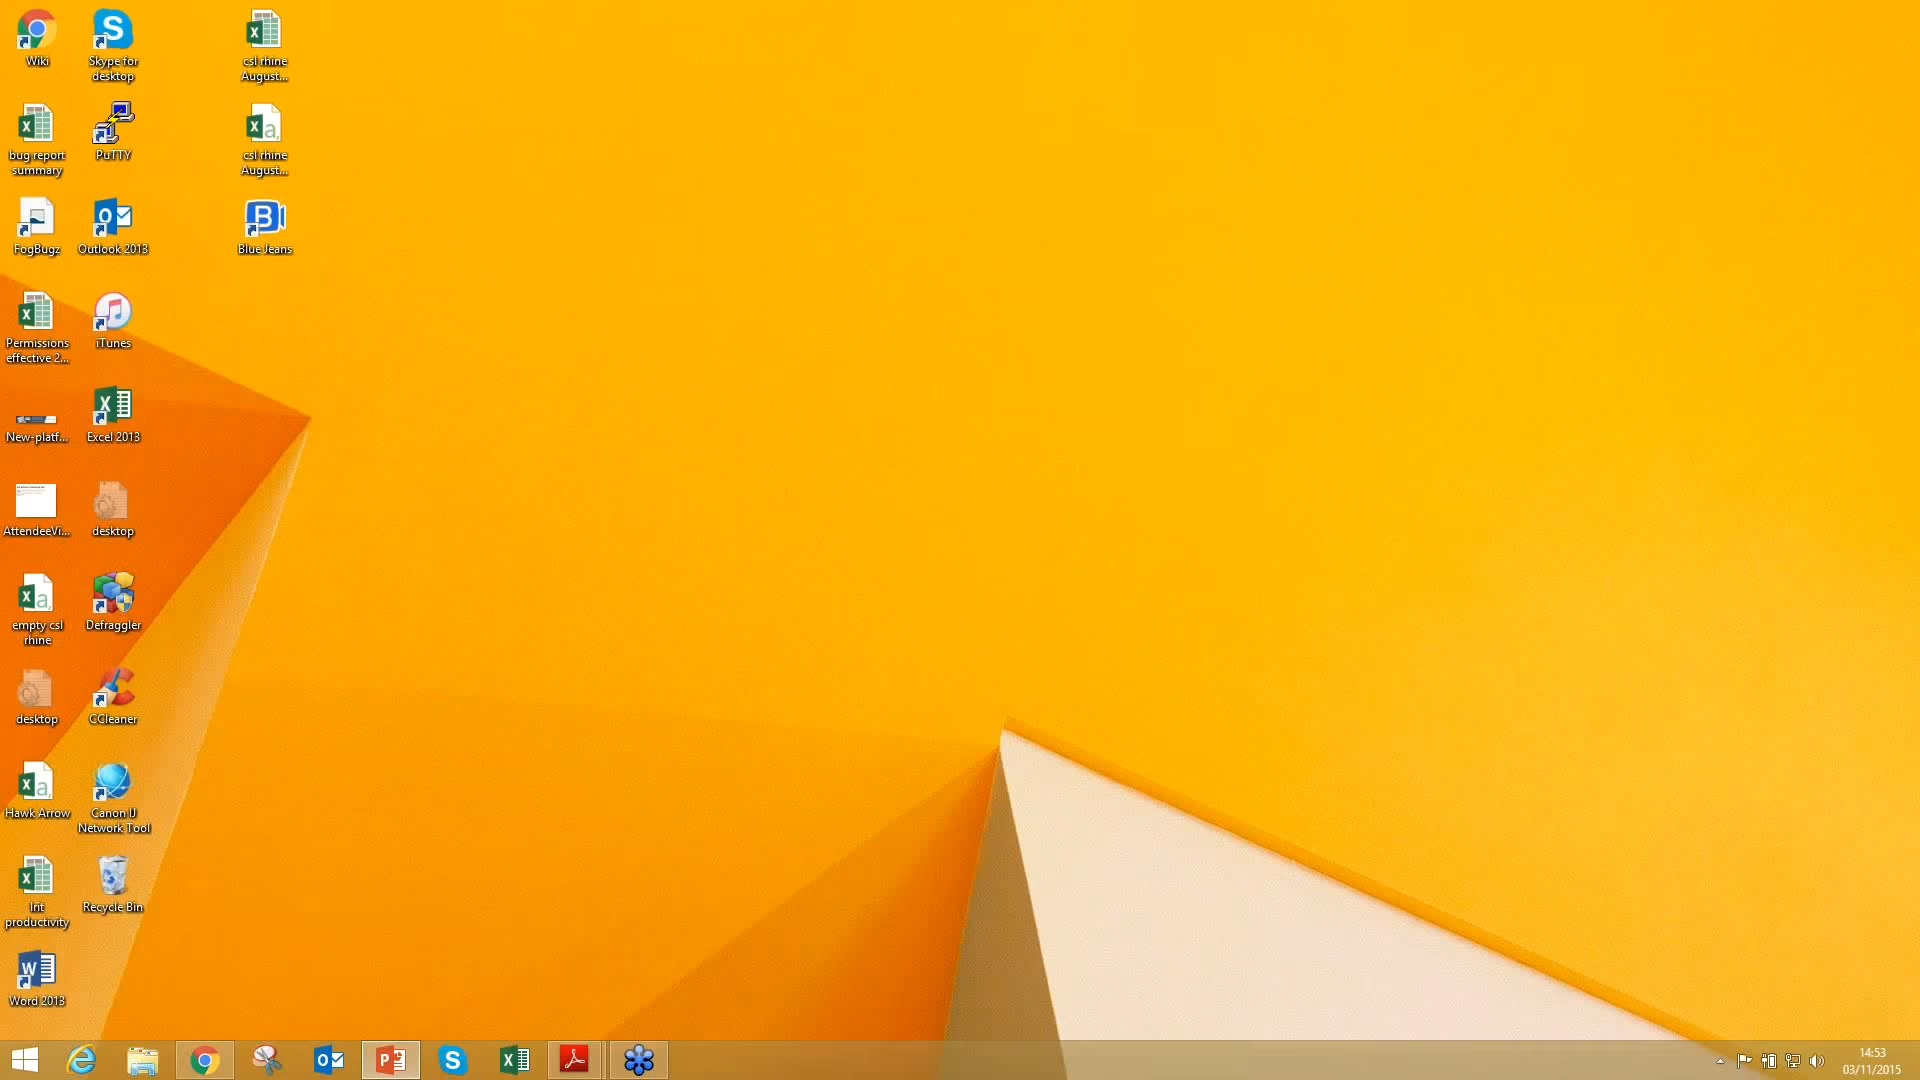 Wiki
Skype for
desktop
csl rhine
August...
bug report
summary
PuTTY
csl rhine
August...
FogBugz
Outlook 2013
Blue Jeans
Permissions
effective 2...
iTunes
New-platf...
Excel 2013
AttendeeVi...
desktop
empty csl
rhine
Defraggler
desktop
CCleaner
Hawk Arrow
Canon IJ
Network Tool
Irit
productivity
Recycle Bin
Word 2013
14:53
03/11/2015